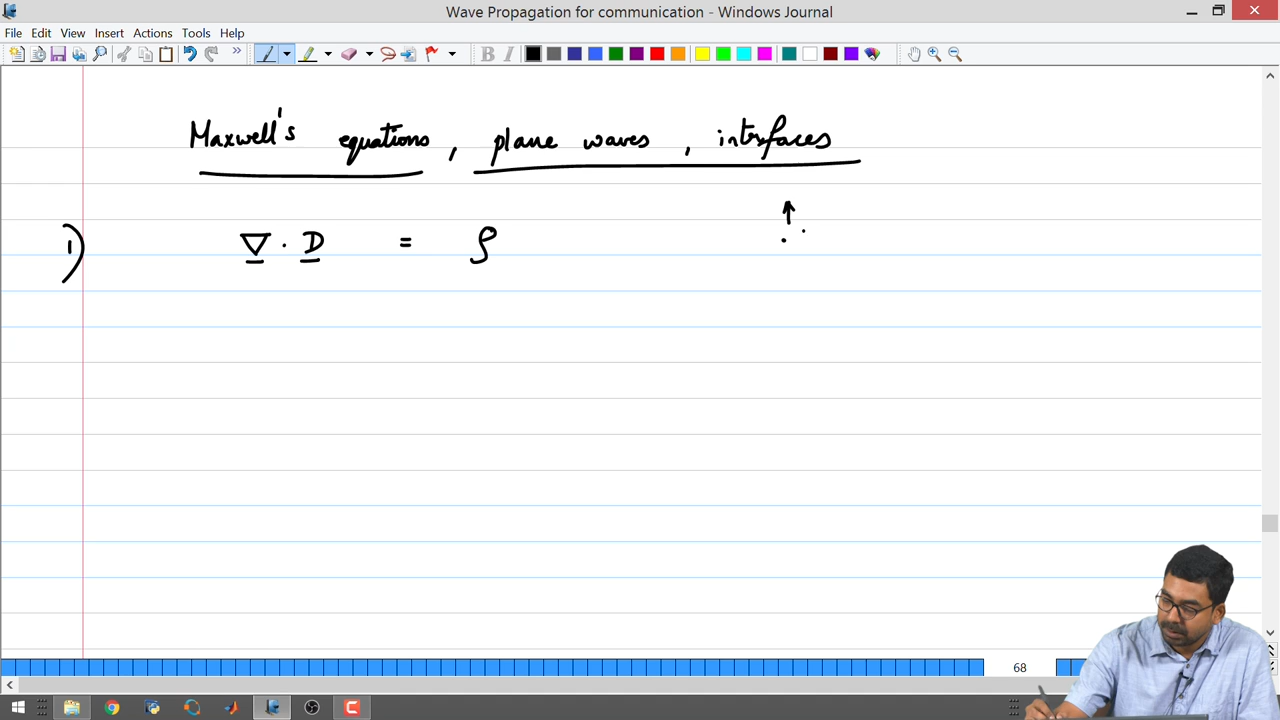 Wave Propagation for communication - Windows Journal
File Edit View Insert Actions Tools Help
B I
Maxwell's equations, plane waves, interfaces
1) ∇ · D = ρ
68